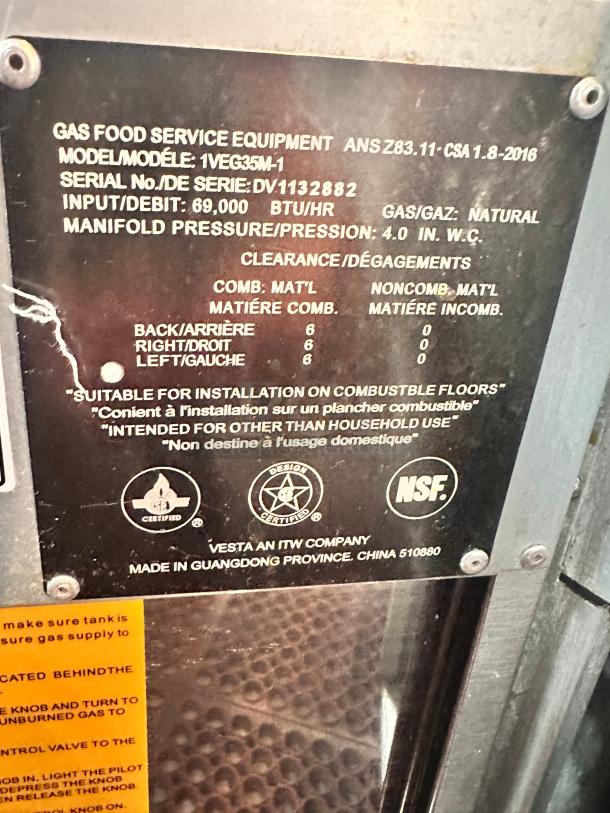 GAS FOOD SERVICE EQUIPMENT ANS Z83.11· CSA 1.8-2016
MODEL/MODÉLE: 1VEG35M-1
SERIAL No./DE SERIE: DV.1132882
INPUT/DEBIT: 69,000 BTU/HR GAS/GAZ: NATURAL
MANIFOLD PRESSURE/PRESSION: 4.0 IN. W.C.
CLEARANCE/DÉGAGEMENTS
COMB: MAT'L NONCOMB. MAT'L
MATIÉRE COMB. MATIÉRE INCOMB.
BACK/ARRIÈRE 6 0
RIGHT/DROIT 6 0
LEFT/GAUCHE 6 0
"SUITABLE FOR INSTALLATION ON COMBUSTBLE FLOORS"
"Conient à l'installation sur un plancher combustible"
"INTENDED FOR OTHER THAN HOUSEHOLD USE"
"Non destine à l'usage domestique"
CERTIFIED ®
DESIGN CERTIFIED ®
NSF.
VESTA AN ITW COMPANY
MADE IN GUANGDONG PROVINCE. CHINA 510880
make sure tank is
sure gas supply to
CATED BEHIND THE
E KNOB AND TURN TO
UNBURNED GAS TO
NTROL VALVE TO THE
OB IN, LIGHT THE PILOT
DEPRESS THE KNOB
EN RELEASE THE KNOB.
ROL KNOB ON.